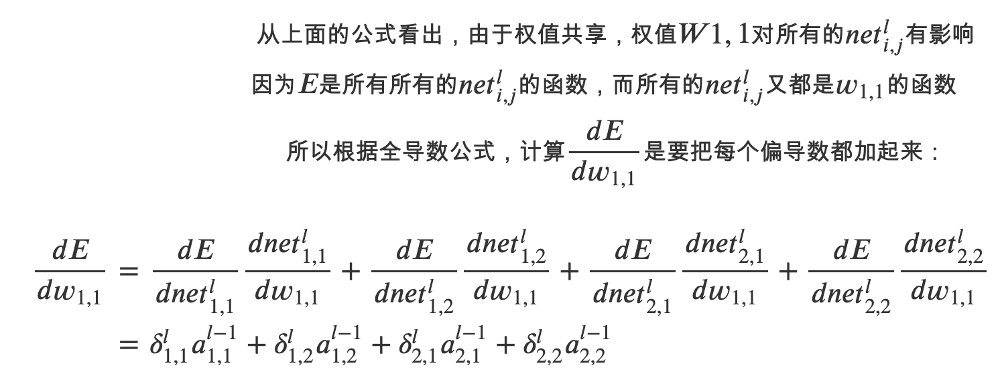 从上面的公式看出，由于权值共享，权值$W1,1$对所有的$net^l_{i,j}$有影响
因为$E$是所有所有的$net^l_{i,j}$的函数，而所有的$net^l_{i,j}$又都是$w_{1,1}$的函数
所以根据全导数公式，计算$\frac{dE}{dw_{1,1}}$是要把每个偏导数都加起来：
$\frac{dE}{dw_{1,1}} = \frac{dE}{dnet^l_{1,1}}\frac{dnet^l_{1,1}}{dw_{1,1}} + \frac{dE}{dnet^l_{1,2}}\frac{dnet^l_{1,2}}{dw_{1,1}} + \frac{dE}{dnet^l_{2,1}}\frac{dnet^l_{2,1}}{dw_{1,1}} + \frac{dE}{dnet^l_{2,2}}\frac{dnet^l_{2,2}}{dw_{1,1}}$
$= \delta^l_{1,1}a^{l-1}_{1,1} + \delta^l_{1,2}a^{l-1}_{1,2} + \delta^l_{2,1}a^{l-1}_{2,1} + \delta^l_{2,2}a^{l-1}_{2,2}$